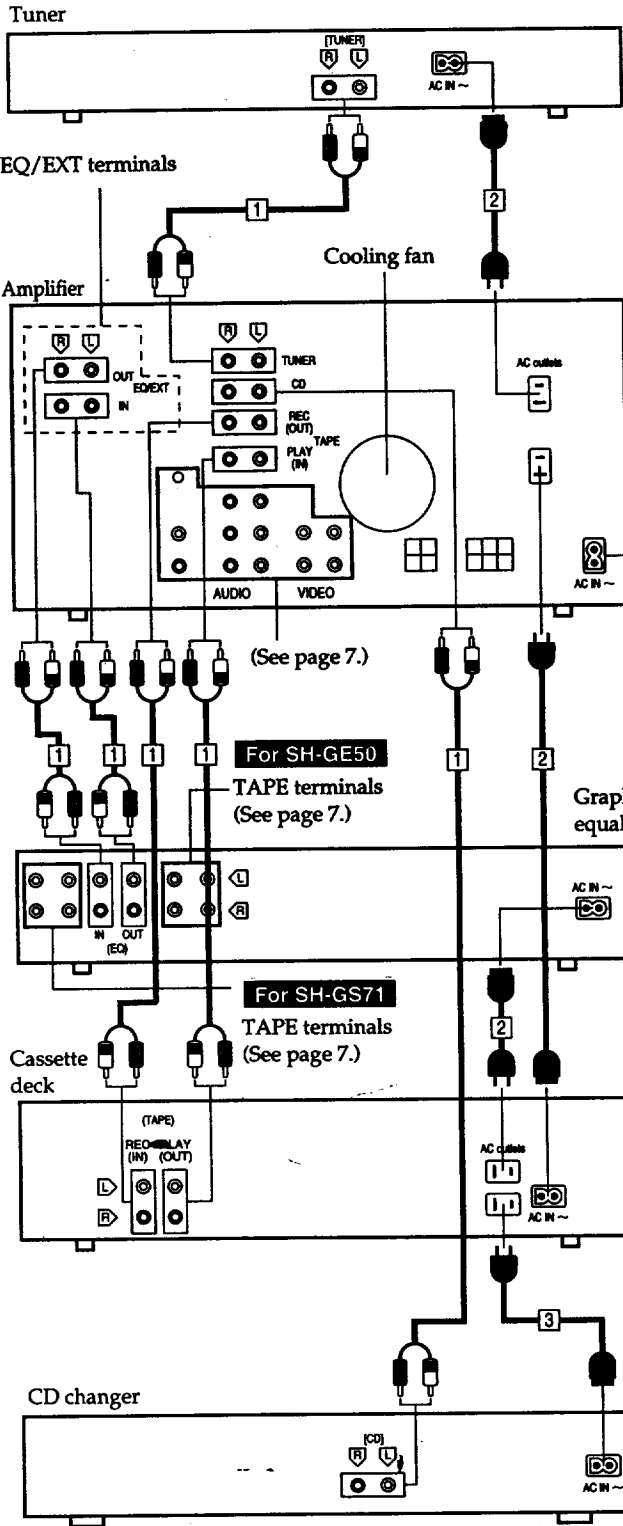 Tuner
[TUNER]
R L
AC IN ~
EQ/EXT terminals
1
2
Cooling fan
Amplifier
R L
R L
OUT
TUNER
AC outlets
EQ/EXT
CD
IN
REC
(OUT)
TAPE
PLAY
(IN)
AC IN ~
AUDIO VIDEO
(See page 7.)
1 1 1 1 1 2
For SH-GE50
TAPE terminals
(See page 7.)
Graph
equal
L
AC IN ~
R
IN OUT
(EQ)
For SH-GS71
TAPE terminals
(See page 7.)
2
Cassette
deck
(TAPE)
AC outlets
(IN) (OUT)
L
R
AC IN ~
3
CD changer
[CD]
R L
AC IN ~